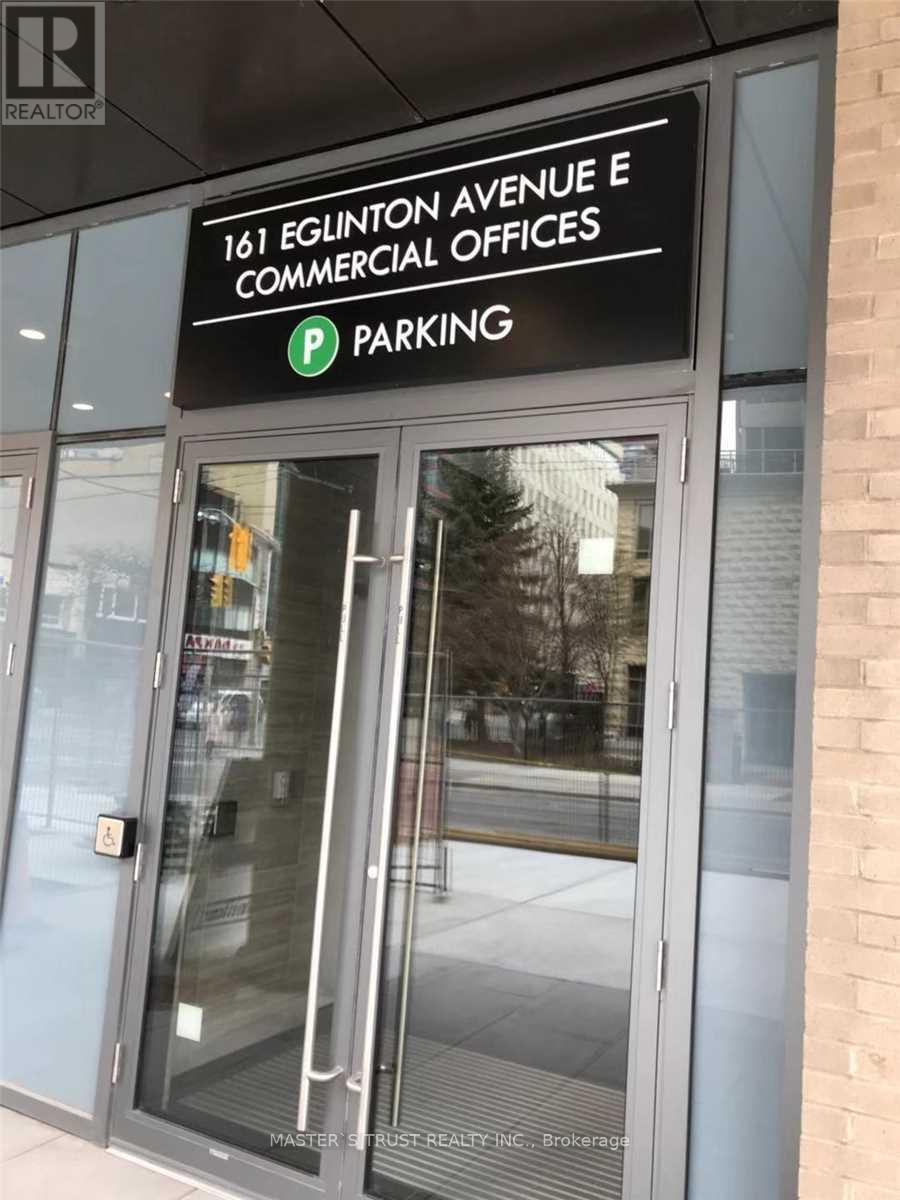 REALTOR®
161 EGLINTON AVENUE E
COMMERCIAL OFFICES
P PARKING
MASTER`S TRUST REALTY INC., Brokerage